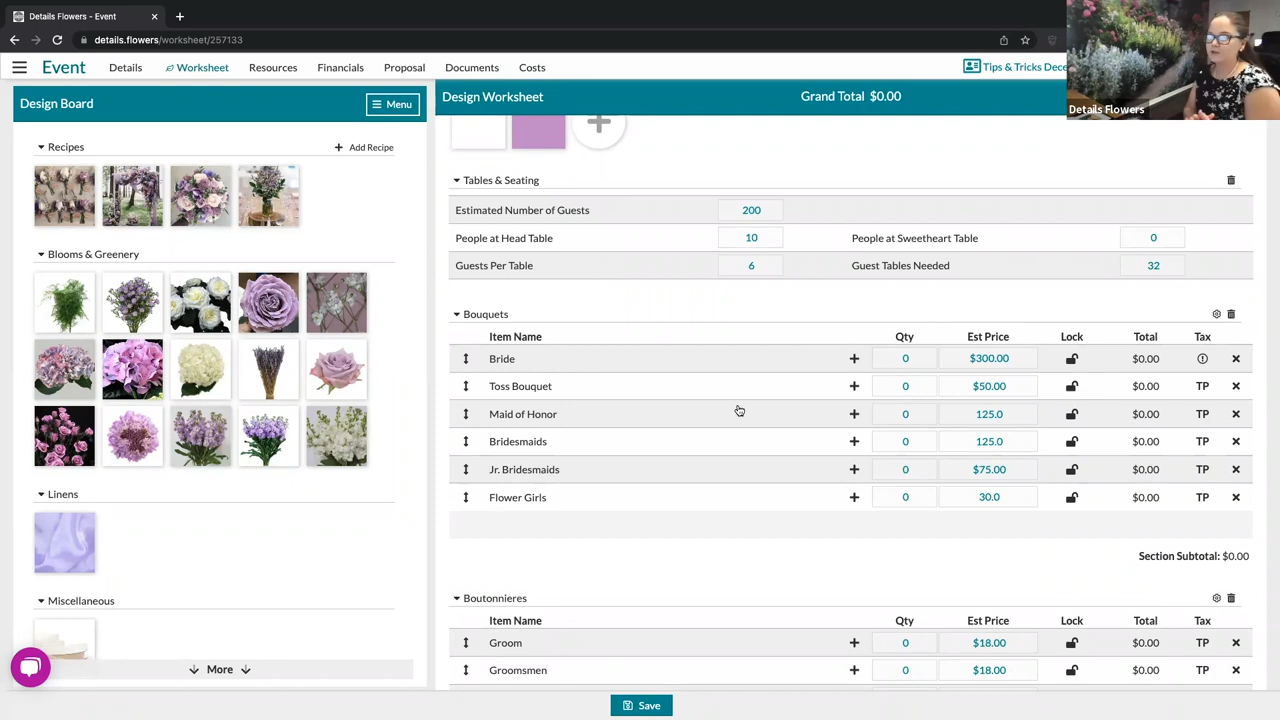 Details Flowers - Event
details.flowers/worksheet/257133
Event Details Worksheet Resources Financials Proposal Documents Costs
Tips & Tricks Dece
Details Flowers
Design Board
Menu
Recipes
Add Recipe
Blooms & Greenery
Linens
Miscellaneous
More
Design Worksheet Grand Total $0.00
Tables & Seating
Estimated Number of Guests 200
People at Head Table 10 People at Sweetheart Table 0
Guests Per Table 6 Guest Tables Needed 32
Bouquets
Item Name Qty Est Price Lock Total Tax
Bride 0 $300.00 $0.00
Toss Bouquet 0 $50.00 $0.00 TP
Maid of Honor 0 125.0 $0.00 TP
Bridesmaids 0 125.0 $0.00 TP
Jr. Bridesmaids 0 $75.00 $0.00 TP
Flower Girls 0 30.0 $0.00 TP
Section Subtotal: $0.00
Boutonnieres
Item Name Qty Est Price Lock Total Tax
Groom 0 $18.00 $0.00 TP
Groomsmen 0 $18.00 $0.00 TP
Save